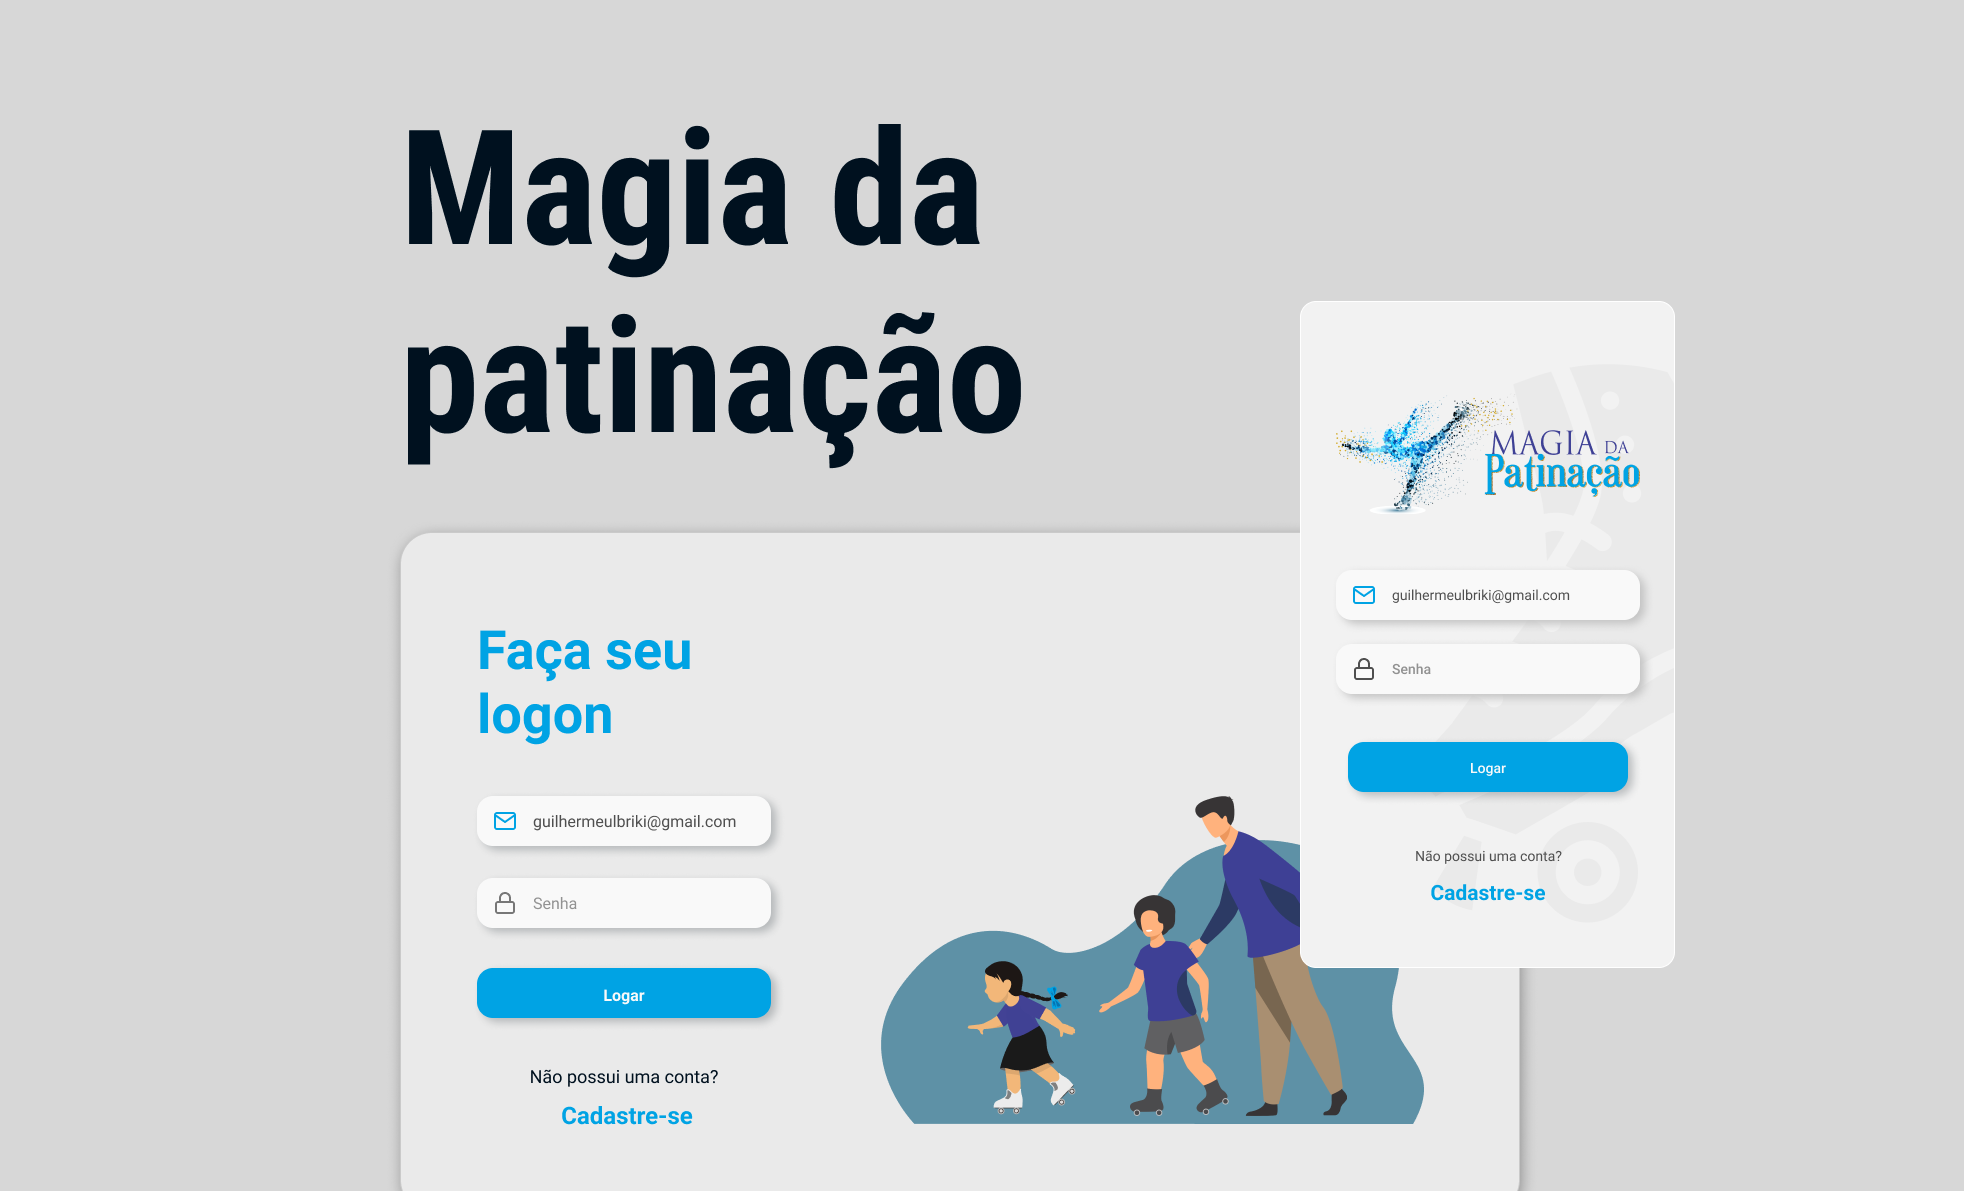 Magia da
patinação
Faça seu
logon
guilhermeulbriki@gmail.com
Senha
Logar
Não possui uma conta?
Cadastre-se
MAGIA DA
Patinação
guilhermeulbriki@gmail.com
Senha
Logar
Não possui uma conta?
Cadastre-se